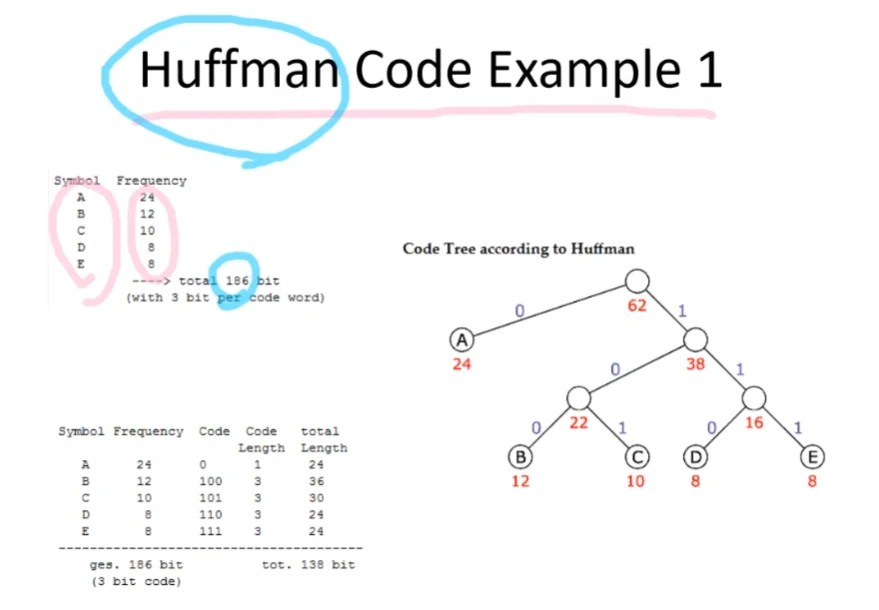 Huffman Code Example 1
Symbol Frequency
A 24
B 12
C 10
D 8
E 8
----> total 186 bit
(with 3 bit per code word)
Code Tree according to Huffman
62
0
1
A
24
38
0
1
22
16
0
1
0
1
B
C
D
E
12
10
8
8
Symbol Frequency Code Code total
Length Length
A 24 0 1 24
B 12 100 3 36
C 10 101 3 30
D 8 110 3 24
E 8 111 3 24
ges. 186 bit tot. 138 bit
(3 bit code)